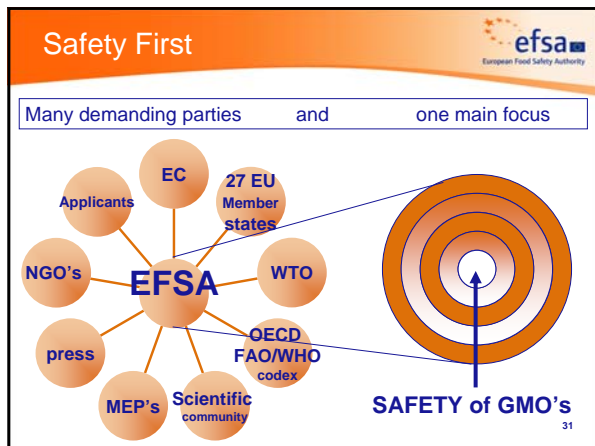 Safety First
efsa
European Food Safety Authority
Many demanding parties and one main focus
EC
27 EU
Member
states
Applicants
NGO's
EFSA
WTO
press
OECD
FAO/WHO
codex
MEP's
Scientific
community
SAFETY of GMO's
31